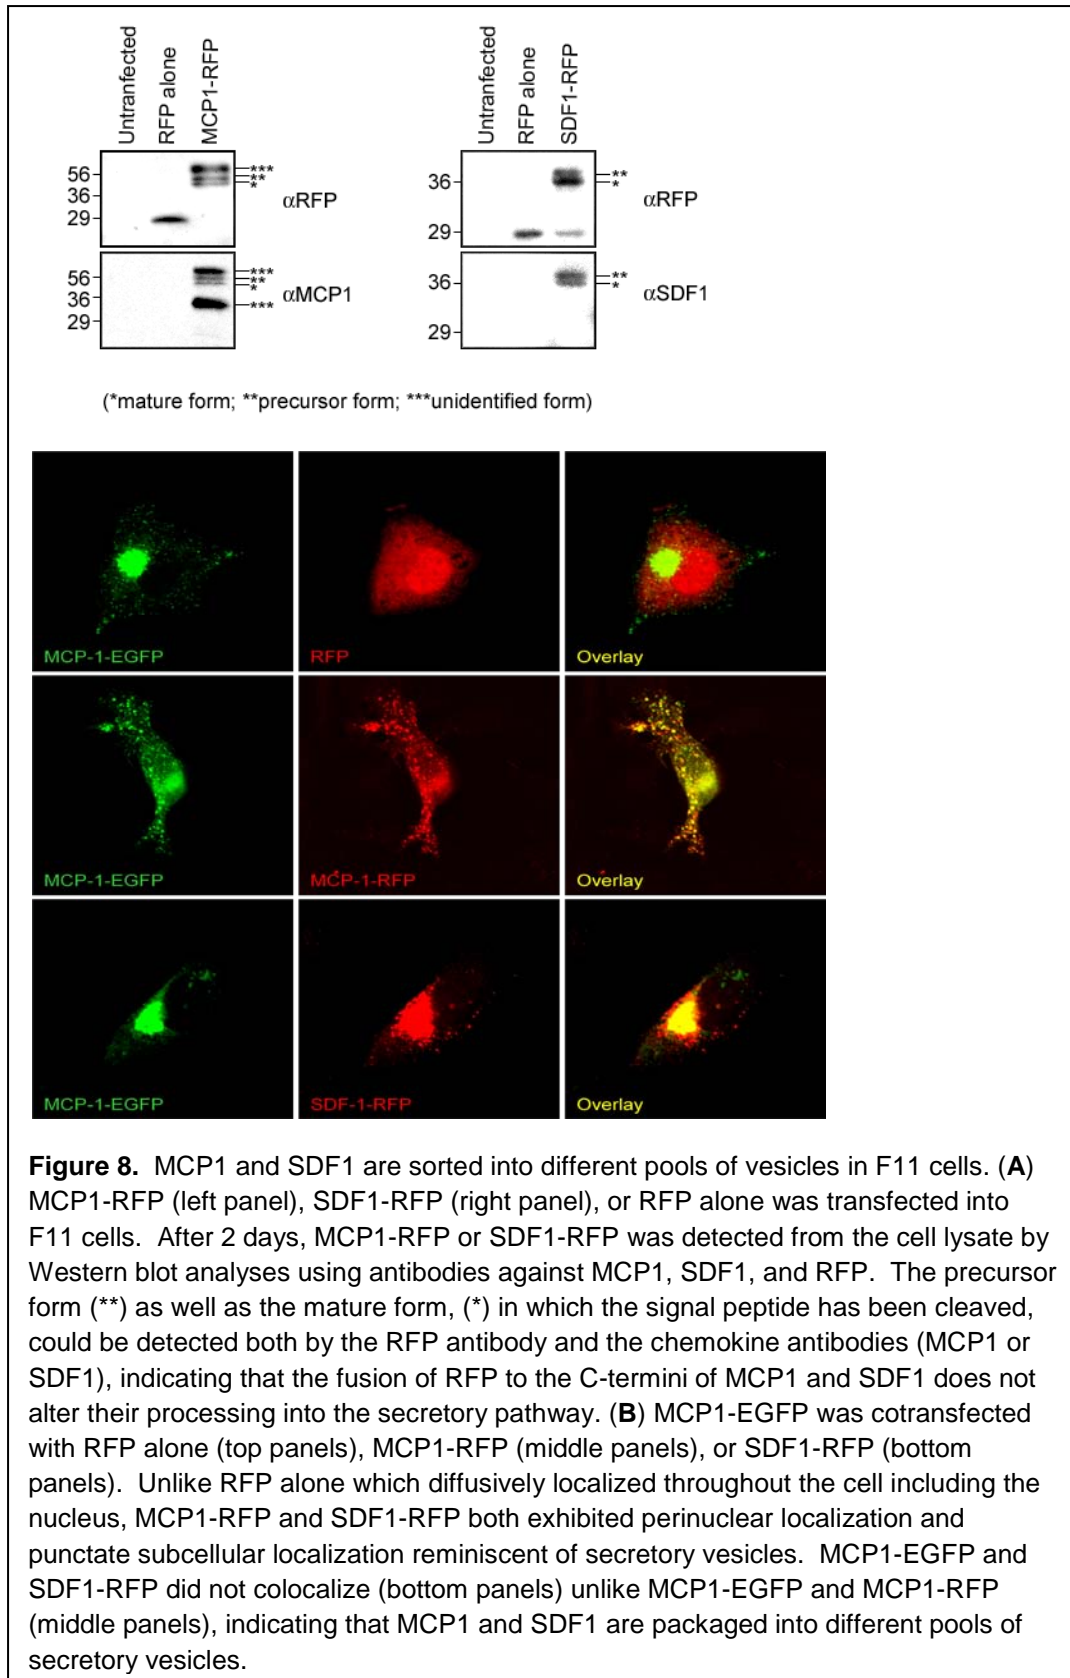 Untranfected
RFP alone
MCP1-RFP
56
36
29
***
**
*
αRFP
56
36
29
***
**
*
***
αMCP1
Untranfected
RFP alone
SDF1-RFP
36
29
**
*
αRFP
36
29
**
*
αSDF1
(*mature form; **precursor form; ***unidentified form)
MCP-1-EGFP
RFP
Overlay
MCP-1-EGFP
MCP-1-RFP
Overlay
MCP-1-EGFP
SDF-1-RFP
Overlay
Figure 8. MCP1 and SDF1 are sorted into different pools of vesicles in F11 cells. (A)
MCP1-RFP (left panel), SDF1-RFP (right panel), or RFP alone was transfected into
F11 cells. After 2 days, MCP1-RFP or SDF1-RFP was detected from the cell lysate by
Western blot analyses using antibodies against MCP1, SDF1, and RFP. The precursor
form (**) as well as the mature form, (*) in which the signal peptide has been cleaved,
could be detected both by the RFP antibody and the chemokine antibodies (MCP1 or
SDF1), indicating that the fusion of RFP to the C-termini of MCP1 and SDF1 does not
alter their processing into the secretory pathway. (B) MCP1-EGFP was cotransfected
with RFP alone (top panels), MCP1-RFP (middle panels), or SDF1-RFP (bottom
panels). Unlike RFP alone which diffusively localized throughout the cell including the
nucleus, MCP1-RFP and SDF1-RFP both exhibited perinuclear localization and
punctate subcellular localization reminiscent of secretory vesicles. MCP1-EGFP and
SDF1-RFP did not colocalize (bottom panels) unlike MCP1-EGFP and MCP1-RFP
(middle panels), indicating that MCP1 and SDF1 are packaged into different pools of
secretory vesicles.